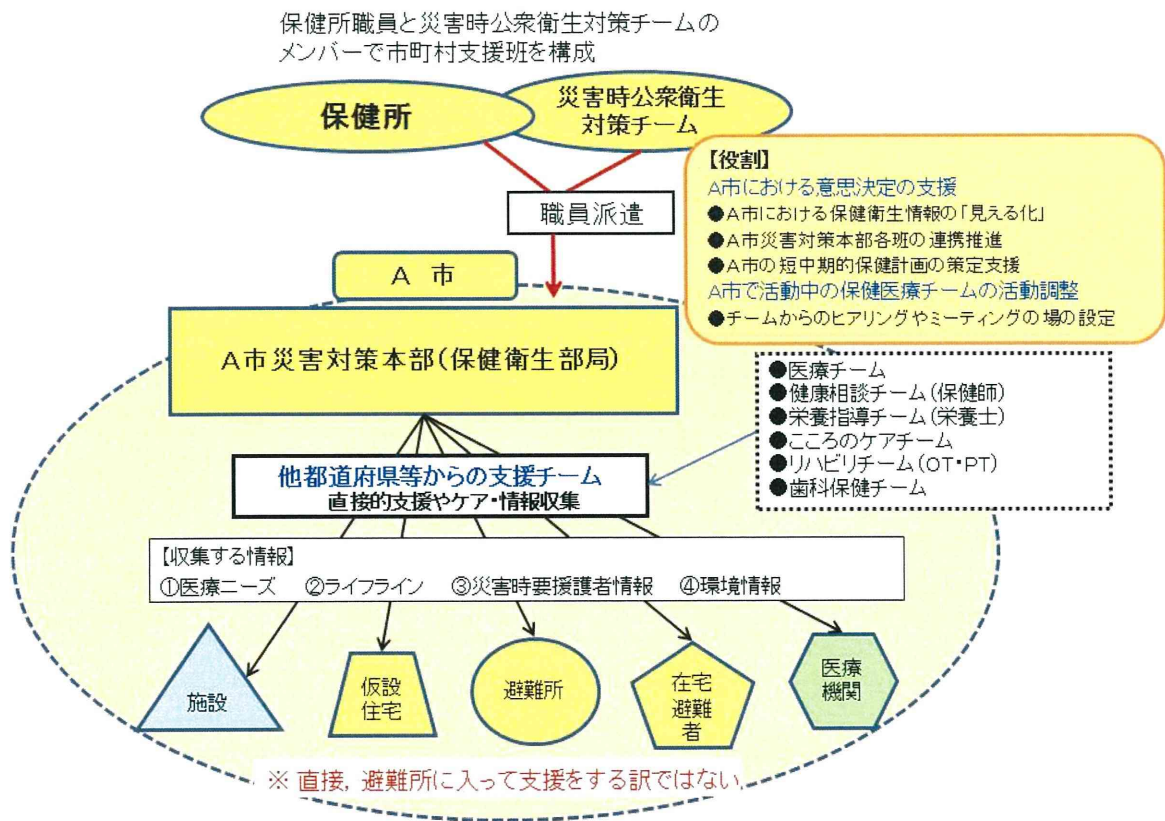 保健所職員と災害時公衆衛生対策チームの
メンバーで市町村支援班を構成
保健所
災害時公衆衛生
対策チーム
職員派遣
【役割】
A市における意思決定の支援
●A市における保健衛生情報の「見える化」
●A市災害対策本部各班の連携推進
●A市の短中期的保健計画の策定支援
A市で活動中の保健医療チームの活動調整
●チームからのヒアリングやミーティングの場の設定
A 市
A市災害対策本部(保健衛生部局)
●医療チーム
●健康相談チーム(保健師)
●栄養指導チーム(栄養士)
●こころのケアチーム
●リハビリチーム(OT・PT)
●歯科保健チーム
他都道府県等からの支援チーム
直接的支援やケア・情報収集
【収集する情報】
①医療ニーズ ②ライフライン ③災害時要援護者情報 ④環境情報
施設
仮設
住宅
避難所
在宅
避難
者
医療
機関
※ 直接, 避難所に入って支援をする訳ではない.